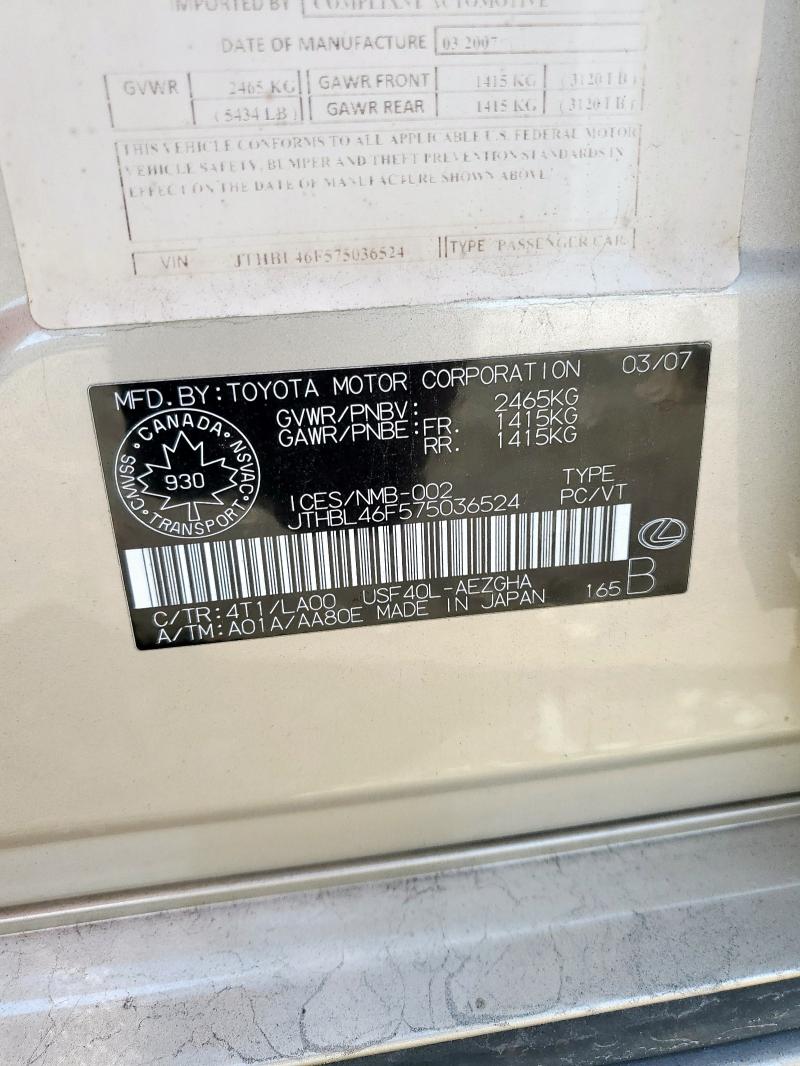 IMPORTED BY COMPLIANT AUTOMOTIVE
DATE OF MANUFACTURE 03 2007
GVWR 2465 KG GAWR FRONT 1415 KG (3120 LB)
(5434 LB) GAWR REAR 1415 KG (3120 LB)
THIS VEHICLE CONFORMS TO ALL APPLICABLE U.S. FEDERAL MOTOR
VEHICLE SAFETY, BUMPER AND THEFT PREVENTION STANDARDS IN
EFFECT ON THE DATE OF MANUFACTURE SHOWN ABOVE
VIN JTHBL46F575036524 TYPE PASSENGER CAR
MFD. BY: TOYOTA MOTOR CORPORATION 03/07
GVWR/PNBV: 2465KG
GAWR/PNBE: FR. 1415KG
RR. 1415KG
CANADA
CMVSS 930 NSVAC
TRANSPORT
ICES/NMB-002 TYPE
JTHBL46F575036524 PC/VT
C/TR: 4T1/LA00 USF40L-AEZGHA
A/TM: A01A/AA80E MADE IN JAPAN 165 B